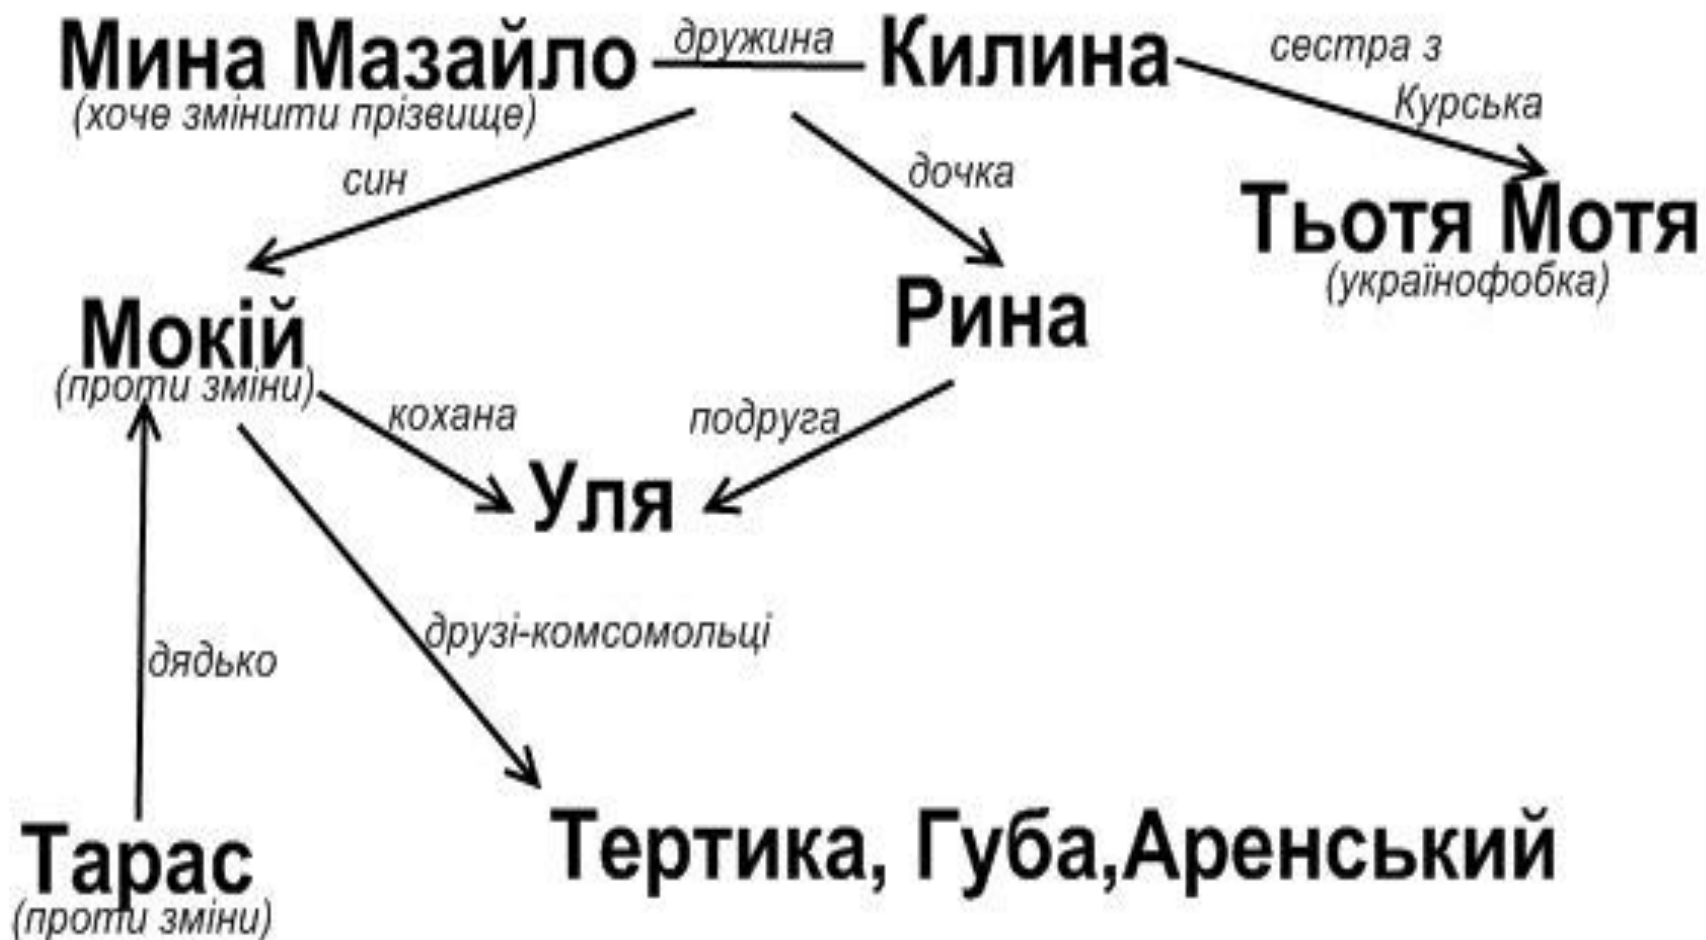 Мина Мазайло
дружина
Килина
сестра з
Курська
(хоче змінити прізвище)
син
дочка
Тьотя Мотя
(українофобка)
Мокій
(проти зміни)
Рина
кохана
подруга
Уля
друзі-комсомольці
дядько
Тарас
(проти зміни)
Тертика, Губа,Аренський